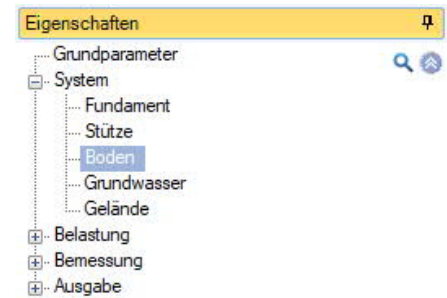 Eigenschaften
Grundparameter
System
Fundament
Stütze
Boden
Grundwasser
Gelände
Belastung
Bemessung
Ausgabe